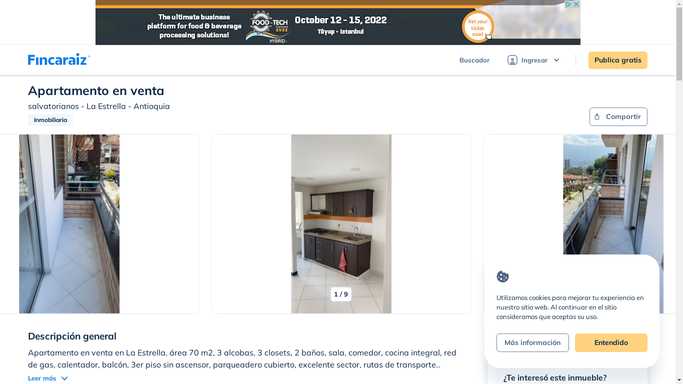 The ultimate business
platform for food & beverage
processing solutions!
FOOD-TECH
HYBRID
October 12 - 15, 2022
Tüyap - Istanbul
Get your
ticket
now!
Fincaraiz
Buscador
Ingresar
Publica gratis
Apartamento en venta
salvatorianos - La Estrella - Antioquia
Inmobiliaria
Compartir
1 / 9
Utilizamos cookies para mejorar tu experiencia en
nuestro sitio web. Al continuar en el sitio
consideramos que aceptas su uso.
Más información
Entendido
Descripción general
Apartamento en venta en La Estrella, área 70 m2, 3 alcobas, 3 closets, 2 baños, sala, comedor, cocina integral, red
de gas, calentador, balcón, 3er piso sin ascensor, parqueadero cubierto, excelente sector, rutas de transporte..
Leer más
¿Te interesó este inmueble?